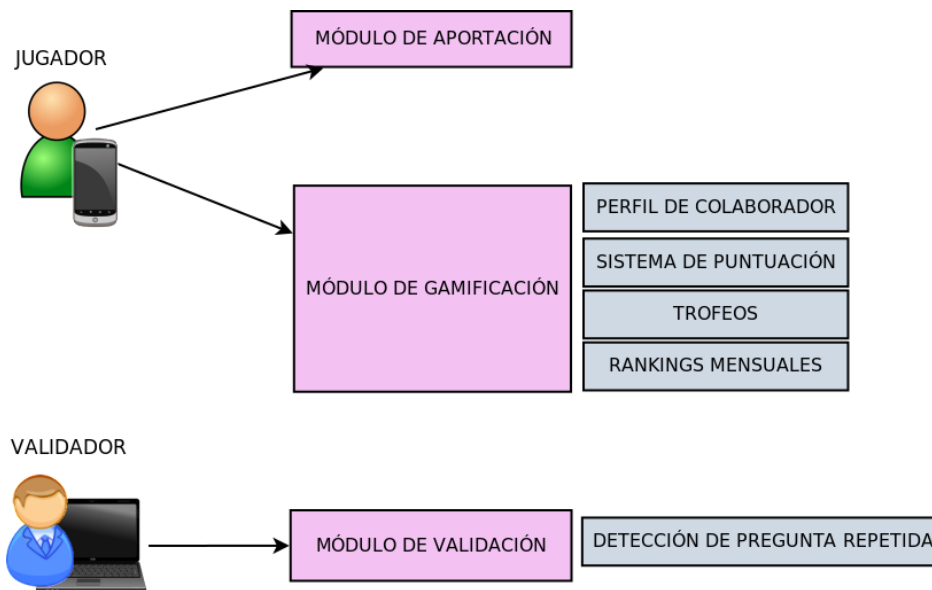 MÓDULO DE APORTACIÓN
JUGADOR
PERFIL DE COLABORADOR
SISTEMA DE PUNTUACIÓN
MÓDULO DE GAMIFICACIÓN
TROFEOS
RANKINGS MENSUALES
VALIDADOR
MÓDULO DE VALIDACIÓN
DETECCIÓN DE PREGUNTA REPETIDA